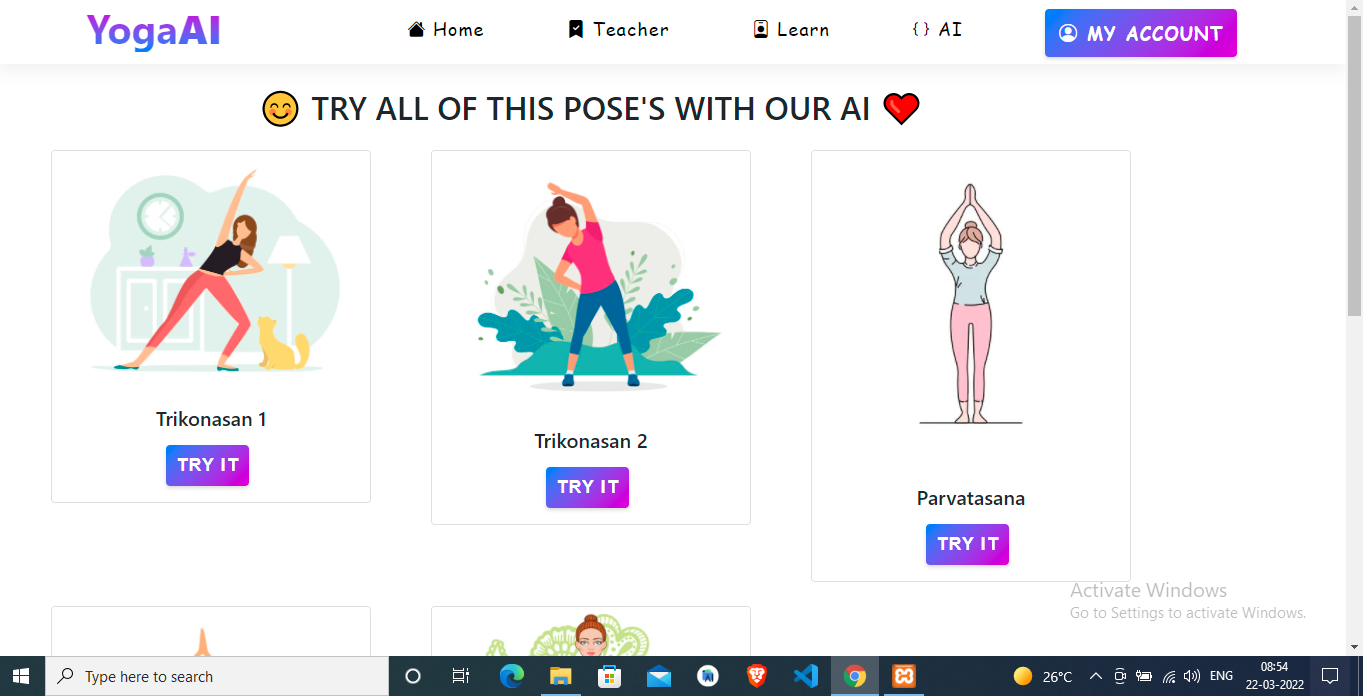 YogaAI
Home
Teacher
Learn
{ } AI
MY ACCOUNT
😊 TRY ALL OF THIS POSE'S WITH OUR AI ❤️
Trikonasan 1
TRY IT
Trikonasan 2
TRY IT
Parvatasana
TRY IT
Activate Windows
Go to Settings to activate Windows.
Type here to search
26°C
ENG
08:54
22-03-2022